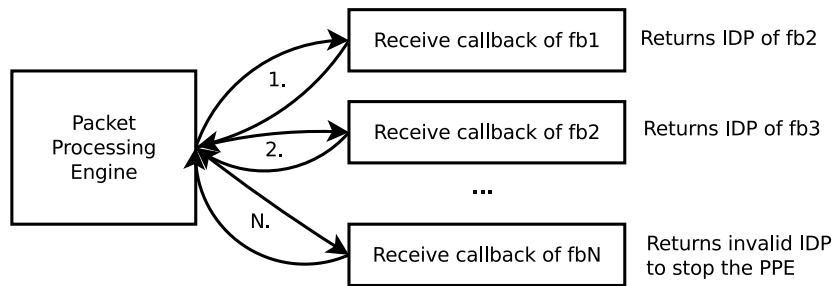 Receive callback of fb1
Returns IDP of fb2
1.
Packet
Processing
Engine
Receive callback of fb2
Returns IDP of fb3
2.
...
N.
Receive callback of fbN
Returns invalid IDP
to stop the PPE